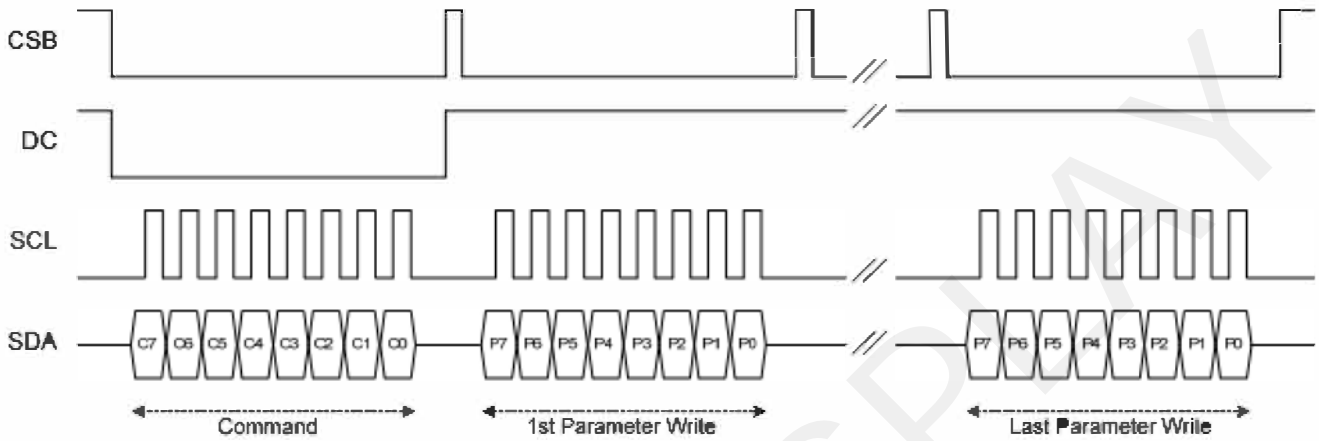 CSB
DC
SCL
SDA
C7 C6 C5 C4 C3 C2 C1 C0 P7 P6 P5 P4 P3 P2 P1 P0 P7 P6 P5 P4 P3 P2 P1 P0
Command 1st Parameter Write Last Parameter Write
SPLAY